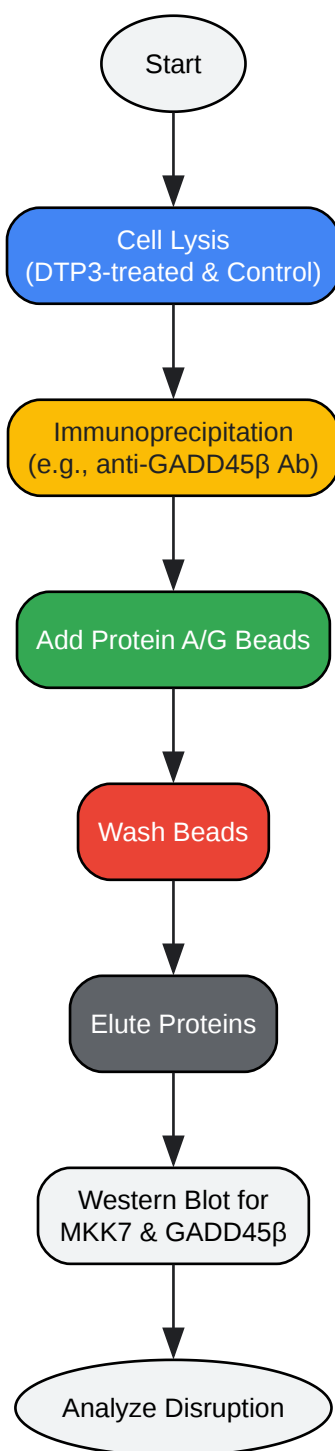 Start
Cell Lysis
(DTP3-treated & Control)
Immunoprecipitation
(e.g., anti-GADD45β Ab)
Add Protein A/G Beads
Wash Beads
Elute Proteins
Western Blot for
MKK7 & GADD45β
Analyze Disruption